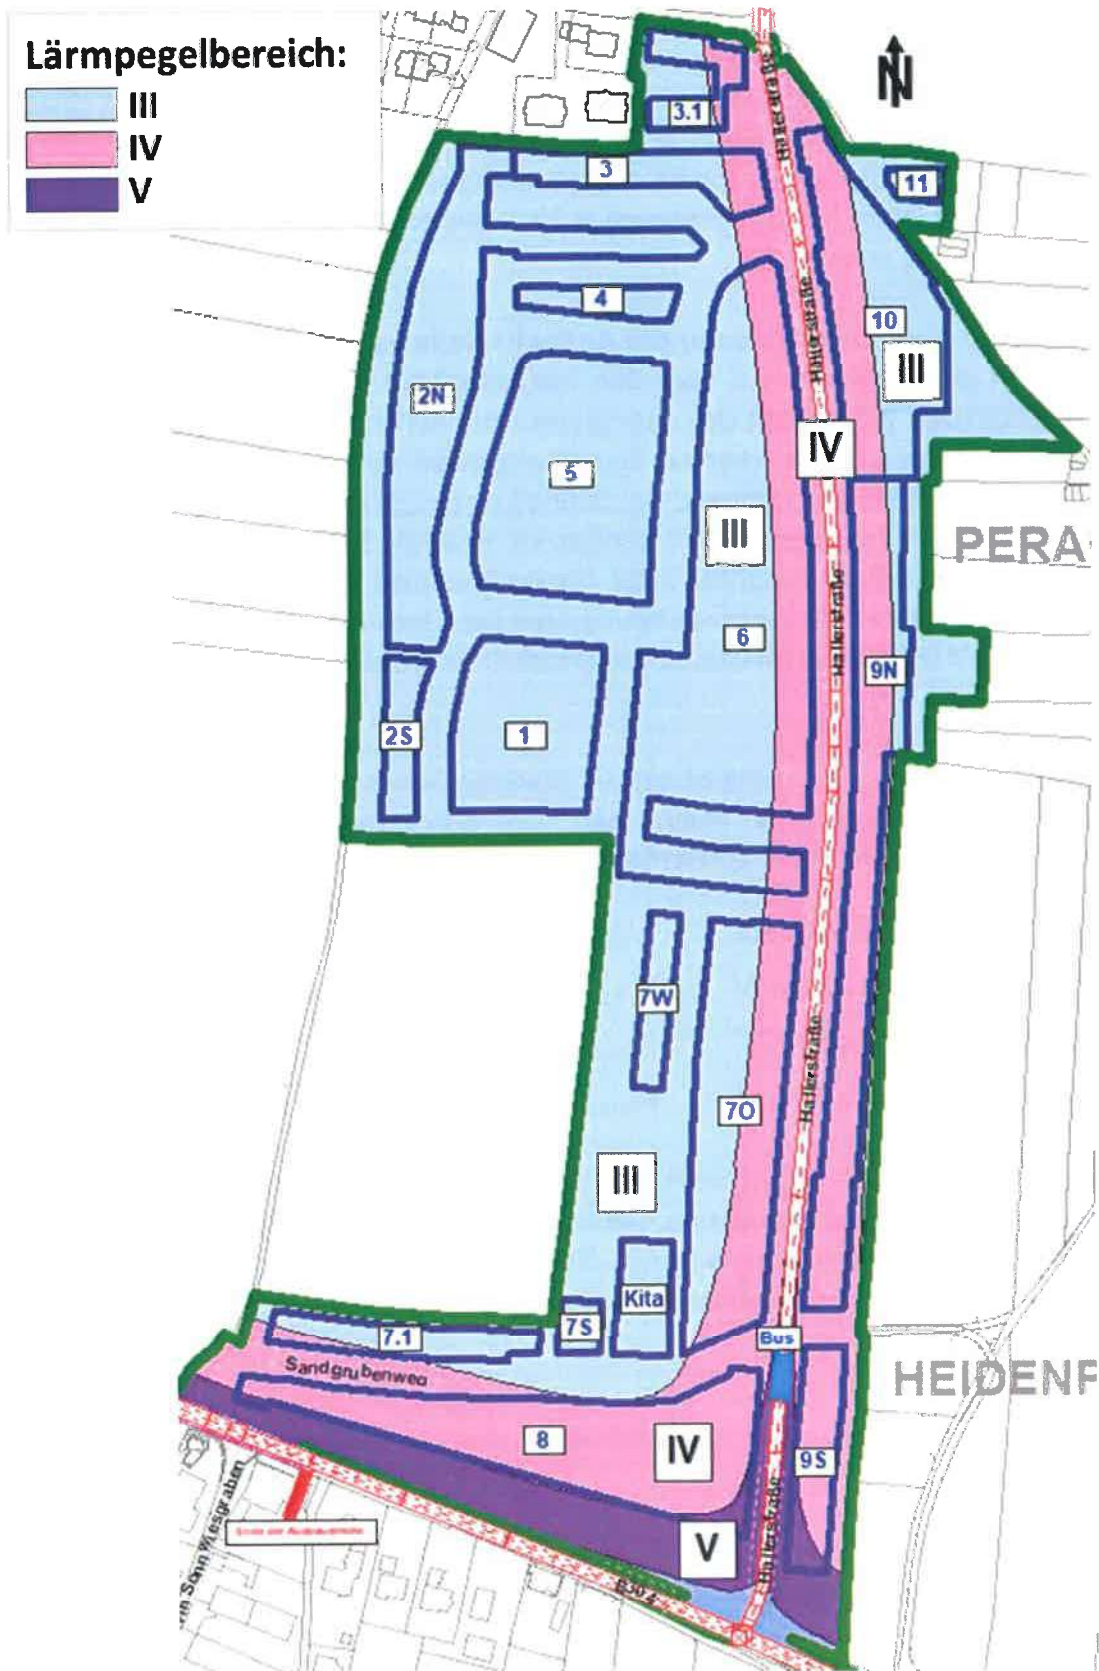 Lärmpegelbereich:
III
IV
V
N
3.1
3
11
Hallerstraße
4
Hallerstraße
10
III
2N
IV
5
III
PERA
Hallerstraße
6
9N
2S
1
7W
Hallerstraße
7O
III
Kita
7S
7.1
Bus
Sandgrubenweg
HEIDENF
8
IV
9S
V
Hallerstraße
B304